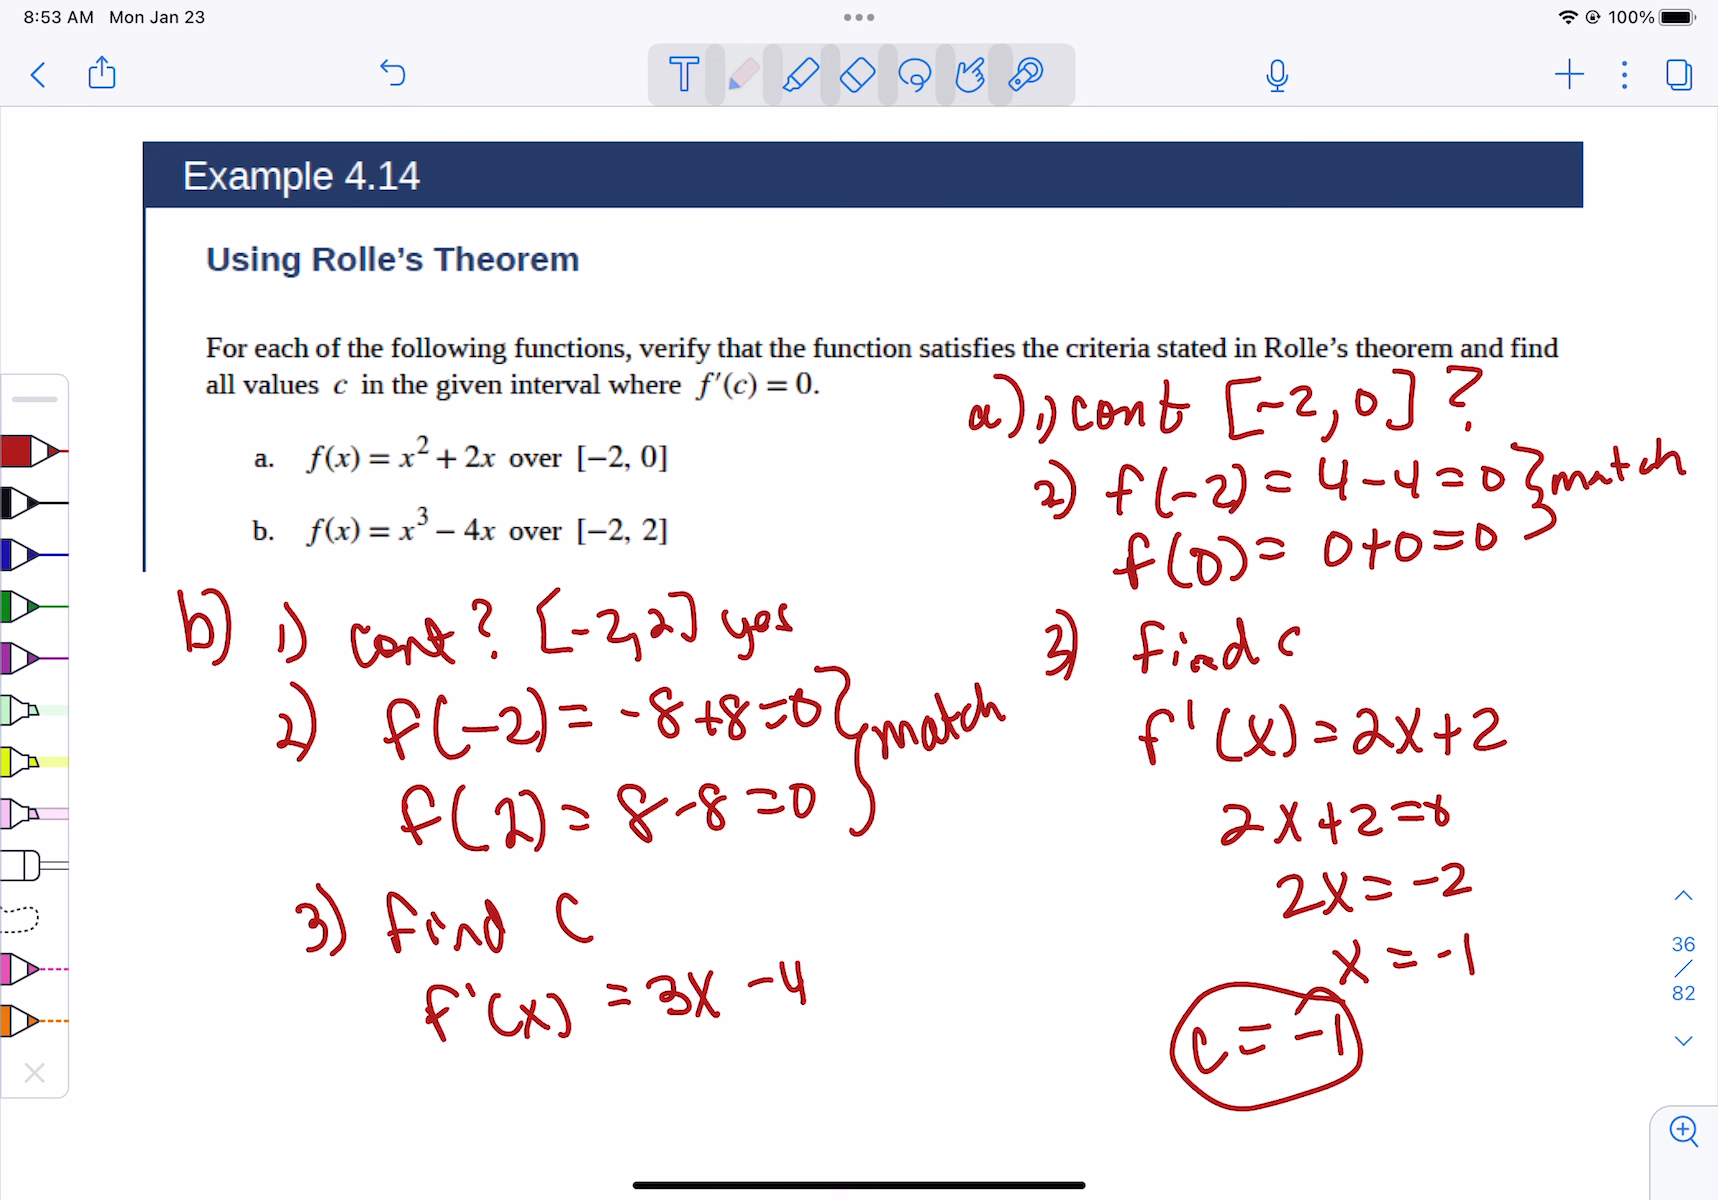 8:53 AM Mon Jan 23
100%
Example 4.14
Using Rolle’s Theorem
For each of the following functions, verify that the function satisfies the criteria stated in Rolle’s theorem and find
all values c in the given interval where f′(c) = 0.
a. f(x) = x² + 2x over [−2, 0]
b. f(x) = x³ − 4x over [−2, 2]
a) 1) cont [-2, 0] ?
2) f(-2) = 4 - 4 = 0 } match
f(0) = 0 + 0 = 0
3) find c
f'(x) = 2x + 2
2x + 2 = 0
2x = -2
x = -1
c = -1
b) 1) cont? [-2, 2] yes
2) f(-2) = -8 + 8 = 0 } match
f(2) = 8 - 8 = 0
3) find c
f'(x) = 3x - 4
36
/
82